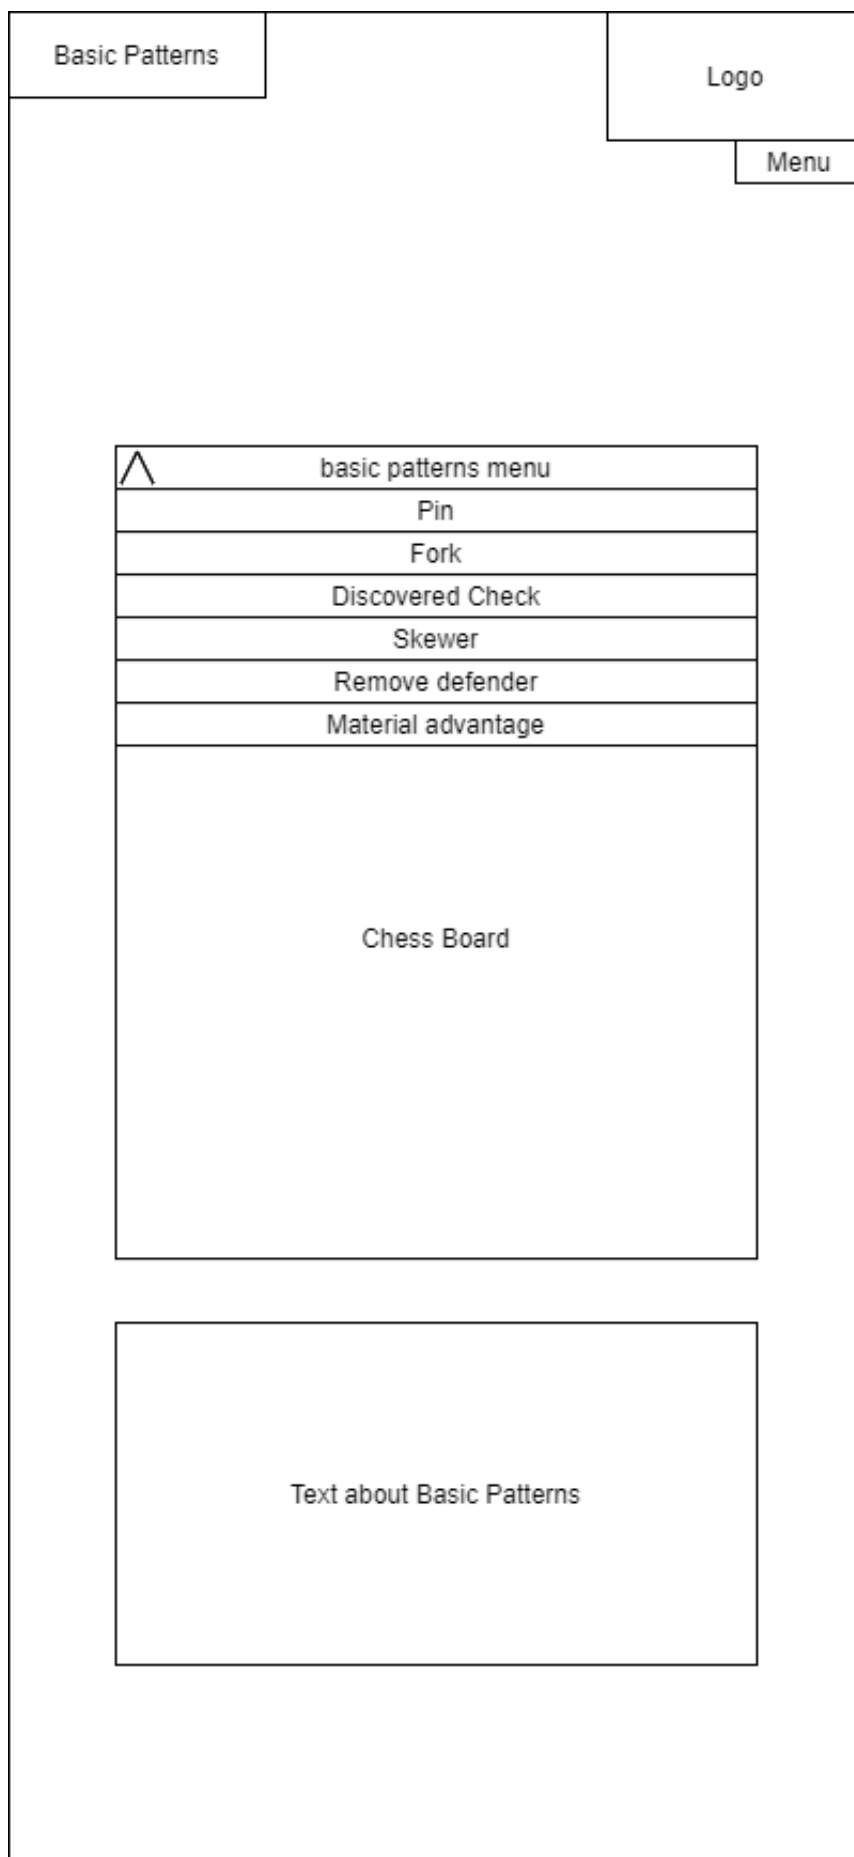 Basic Patterns
Logo
Menu
basic patterns menu
Pin
Fork
Discovered Check
Skewer
Remove defender
Material advantage
Chess Board
Text about Basic Patterns